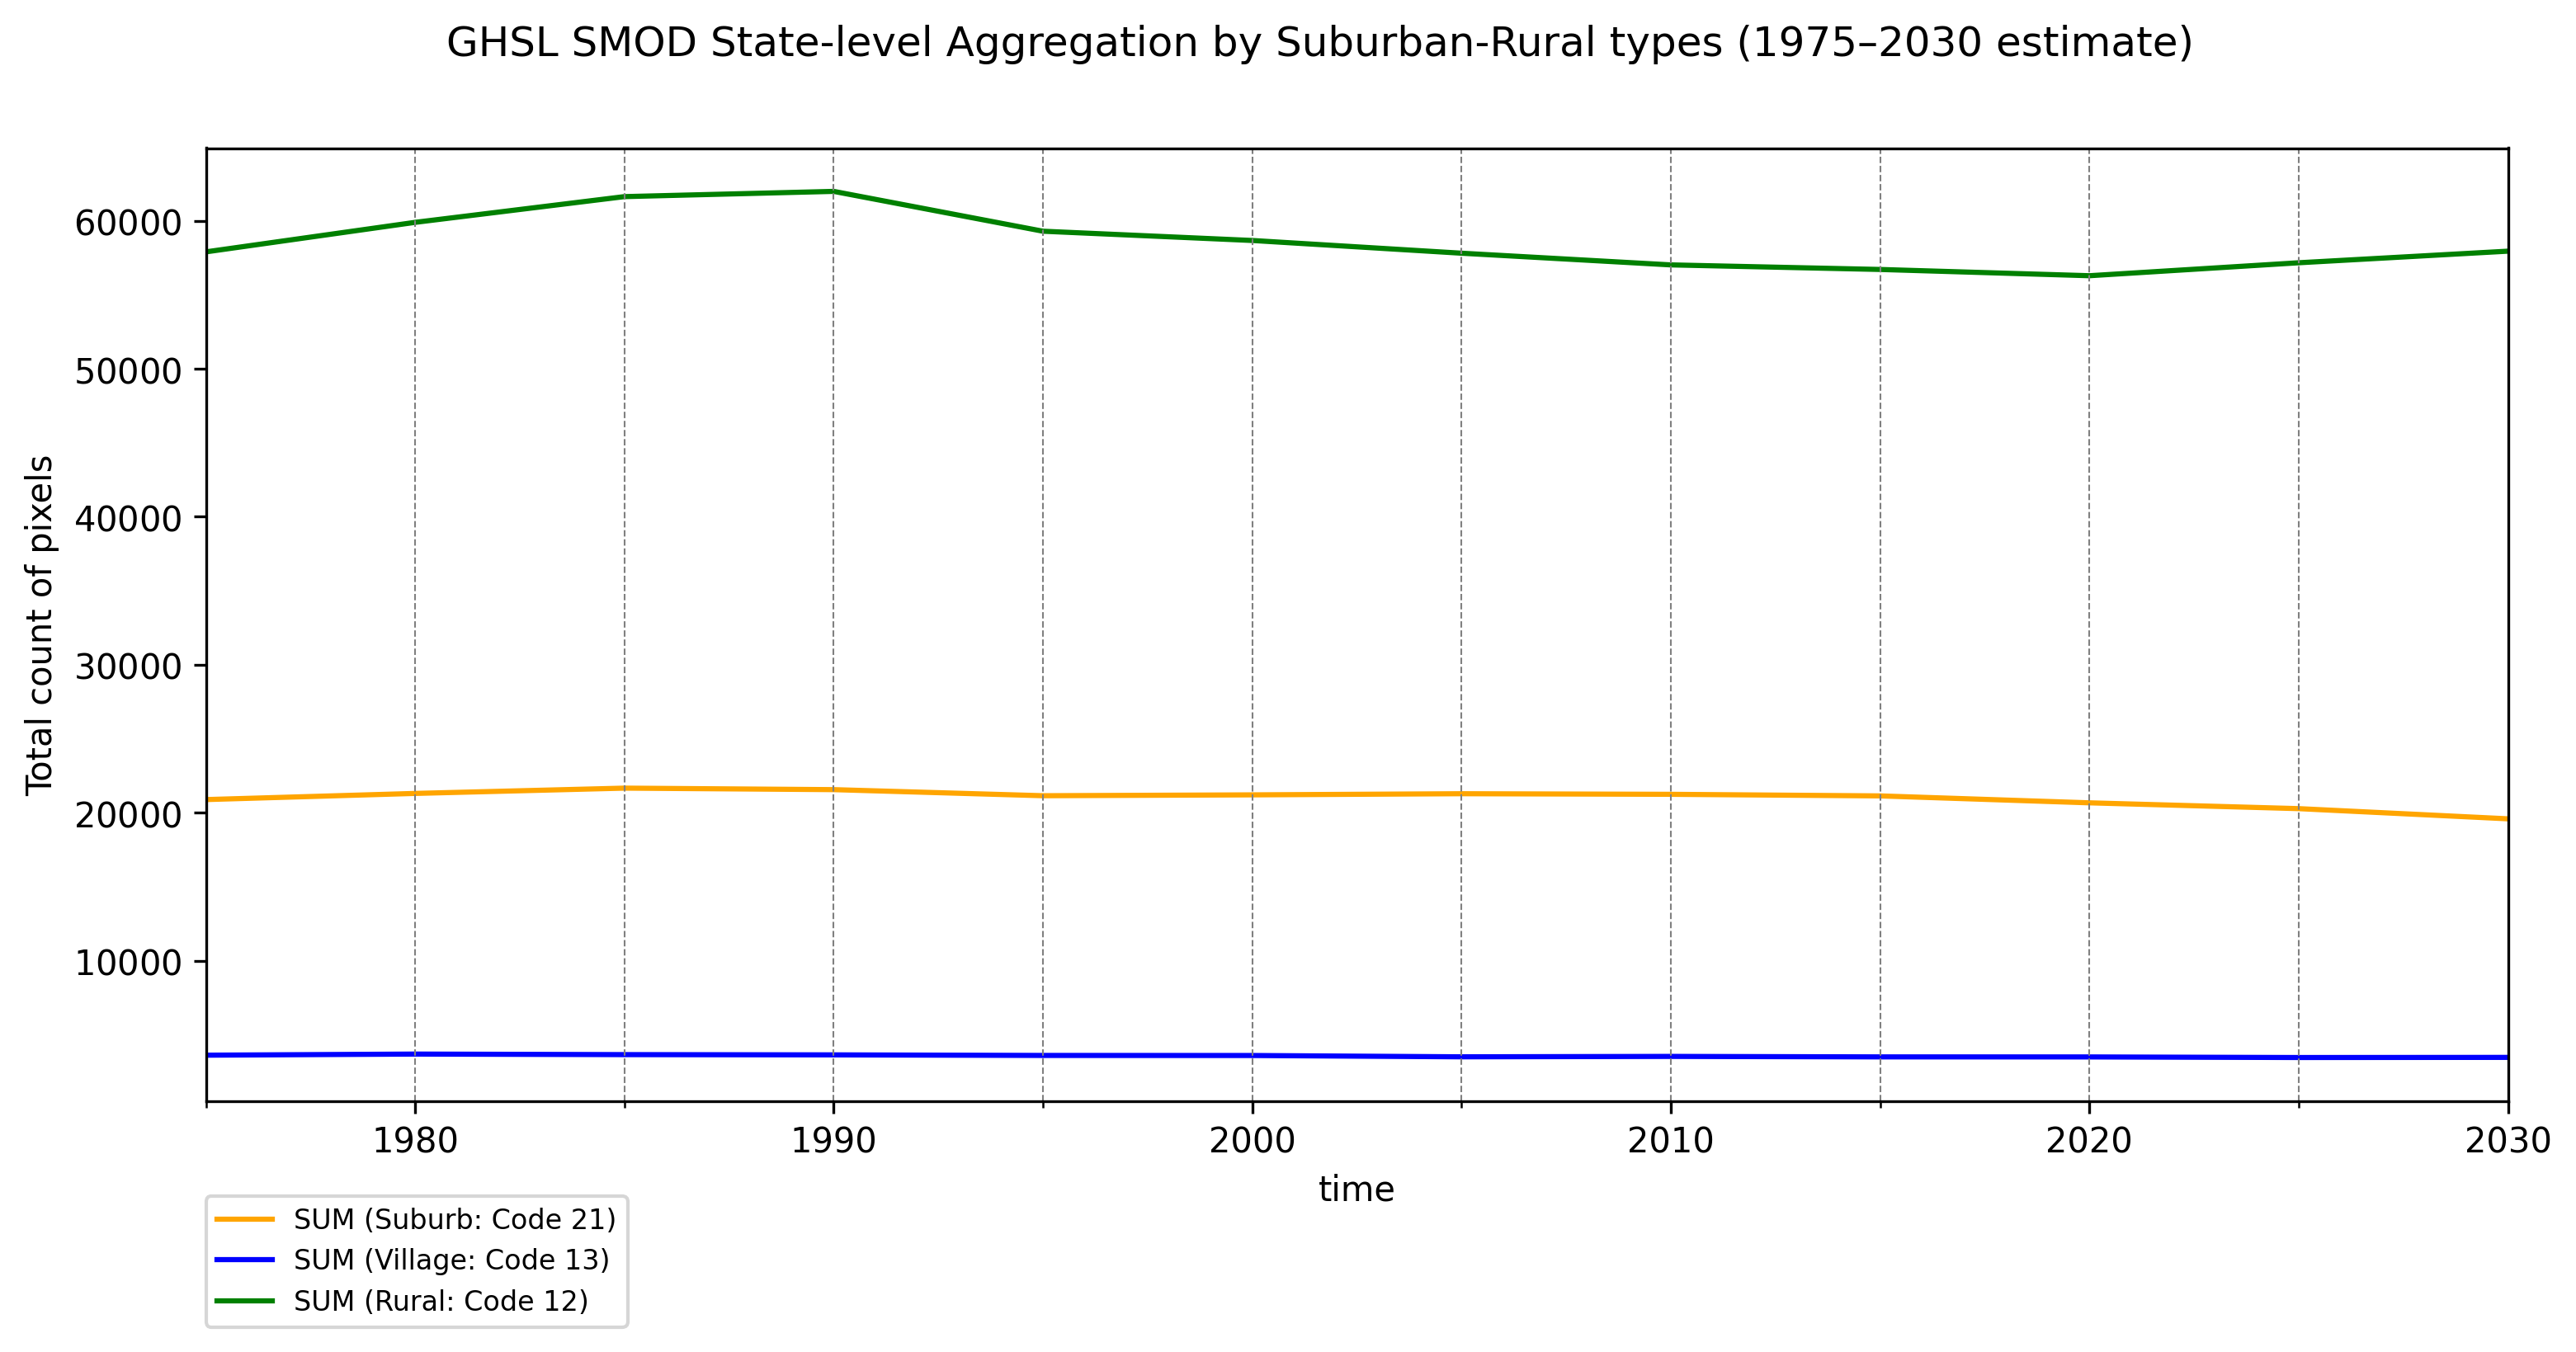 GHSL SMOD State-level Aggregation by Suburban-Rural types (1975–2030 estimate)
Total count of pixels
60000
50000
40000
30000
20000
10000
1980
1990
2000
2010
2020
2030
time
SUM (Suburb: Code 21)
SUM (Village: Code 13)
SUM (Rural: Code 12)